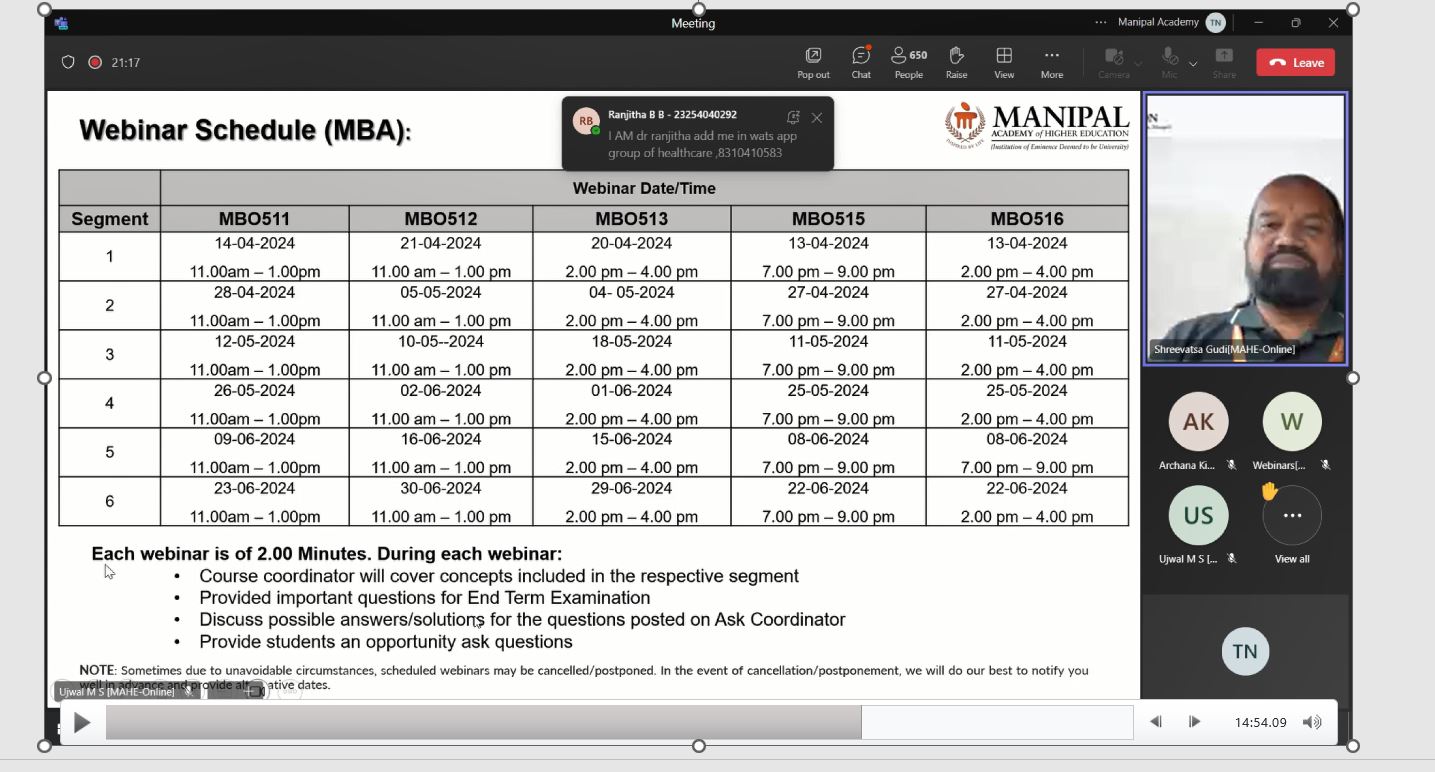 Meeting
Manipal Academy TN
21:17
Pop out
Chat
650
People
Raise
View
More
Camera
Mic
Share
Leave
Webinar Schedule (MBA):
RB
Ranjitha B B - 23254040292
I AM dr ranjitha add me in wats app
group of healthcare ,8310410583
MANIPAL
ACADEMY of HIGHER EDUCATION
(Institution of Eminence Deemed to be University)
INSPIRED BY LIFE
Webinar Date/Time
Segment MBO511 MBO512 MBO513 MBO515 MBO516
1
14-04-2024 21-04-2024 20-04-2024 13-04-2024 13-04-2024
11.00am – 1.00pm 11.00 am – 1.00 pm 2.00 pm – 4.00 pm 7.00 pm – 9.00 pm 2.00 pm – 4.00 pm
2
28-04-2024 05-05-2024 04- 05-2024 27-04-2024 27-04-2024
11.00am – 1.00pm 11.00 am – 1.00 pm 2.00 pm – 4.00 pm 7.00 pm – 9.00 pm 2.00 pm – 4.00 pm
3
12-05-2024 10-05--2024 18-05-2024 11-05-2024 11-05-2024
11.00am – 1.00pm 11.00 am – 1.00 pm 2.00 pm – 4.00 pm 7.00 pm – 9.00 pm 2.00 pm – 4.00 pm
4
26-05-2024 02-06-2024 01-06-2024 25-05-2024 25-05-2024
11.00am – 1.00pm 11.00 am – 1.00 pm 2.00 pm – 4.00 pm 7.00 pm – 9.00 pm 2.00 pm – 4.00 pm
5
09-06-2024 16-06-2024 15-06-2024 08-06-2024 08-06-2024
11.00am – 1.00pm 11.00 am – 1.00 pm 2.00 pm – 4.00 pm 7.00 pm – 9.00 pm 7.00 pm – 9.00 pm
6
23-06-2024 30-06-2024 29-06-2024 22-06-2024 22-06-2024
11.00am – 1.00pm 11.00 am – 1.00 pm 2.00 pm – 4.00 pm 7.00 pm – 9.00 pm 2.00 pm – 4.00 pm
Each webinar is of 2.00 Minutes. During each webinar:
• Course coordinator will cover concepts included in the respective segment
• Provided important questions for End Term Examination
• Discuss possible answers/solutions for the questions posted on Ask Coordinator
• Provide students an opportunity ask questions
NOTE: Sometimes due to unavoidable circumstances, scheduled webinars may be cancelled/postponed. In the event of cancellation/postponement, we will do our best to notify you
well in advance and provide alternative dates.
Ujwal M S [MAHE-Online]
Shreevatsa Gudi[MAHE-Online]
AK
Archana Ki...
W
Webinars[...
US
Ujwal M S [...
View all
TN
14:54.09